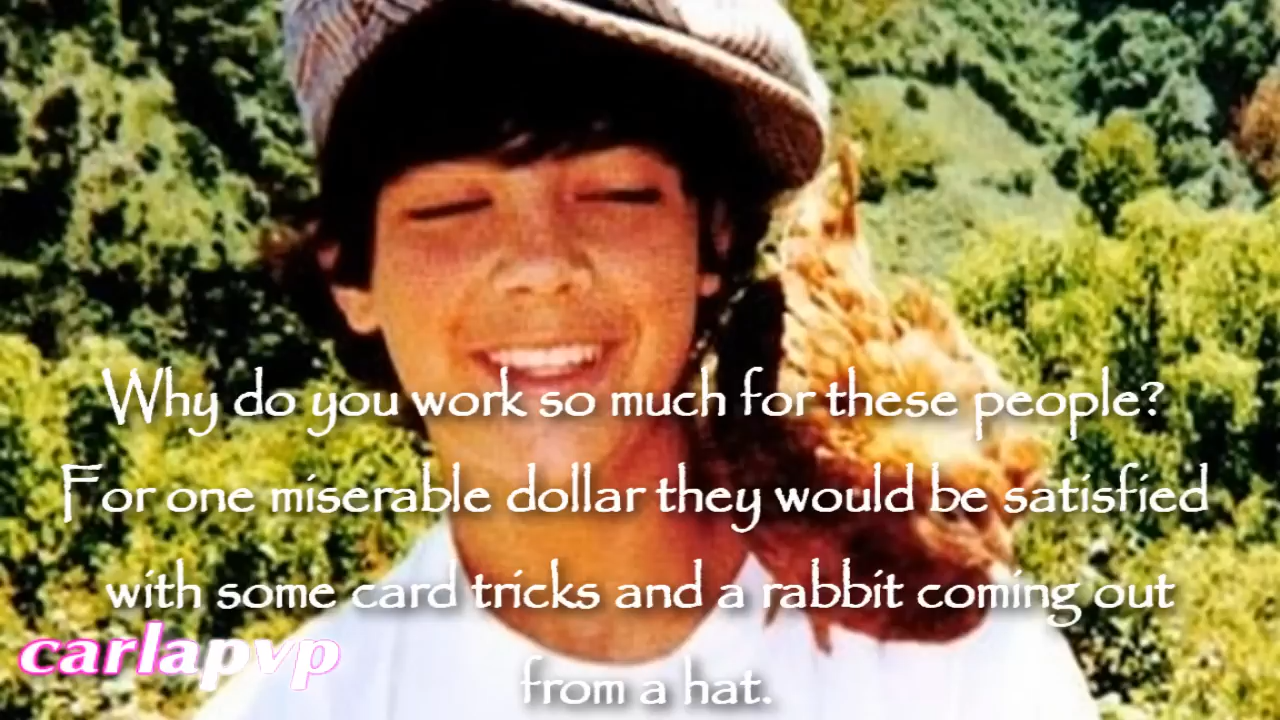 Why do you work so much for these people?
For one miserable dollar they would be satisfied
with some card tricks and a rabbit coming out
from a hat.
carlapvp